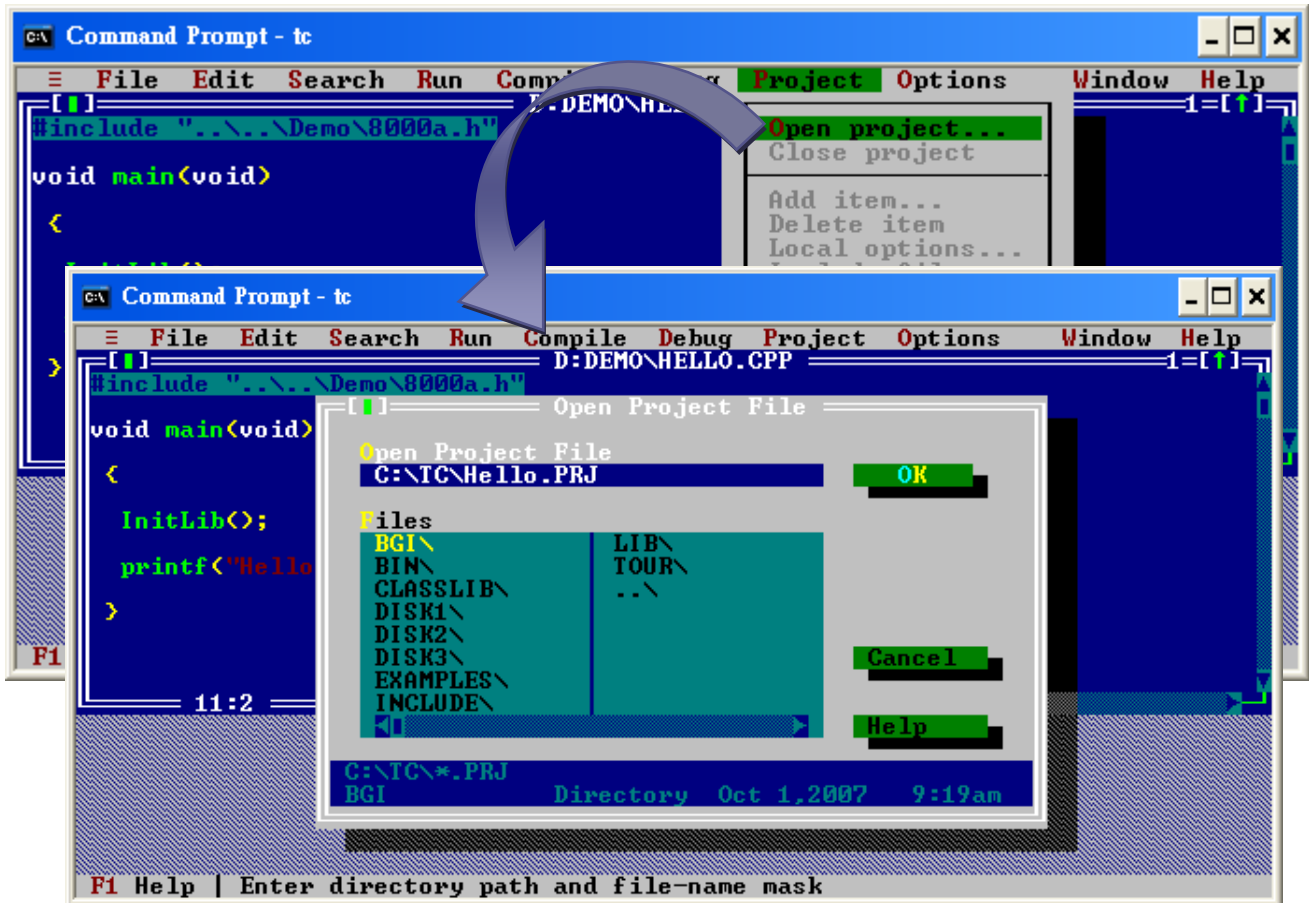 Command Prompt - tc
≡ File Edit Search Run Project Options Window Help
1=[↑]
#include "..\..\Demo\8000a.h"
Open project...
Close project
void main(void)
{
Add item...
Delete item
Local options...
}
F1
Command Prompt - tc
≡ File Edit Search Run Compile Debug Project Options Window Help
D:DEMO\HELLO.CPP 1=[↑]
#include "..\..\Demo\8000a.h"
Open Project File
void main(void)
Open Project File
C:\TC\Hello.PRJ
OK
{
InitLib();
Files
BGI\ LIB\
printf("Hello
BIN\ TOUR\
CLASSLIB\ ..\
}
DISK1\
DISK2\
DISK3\
Cancel
EXAMPLES\
11:2
INCLUDE\
Help
C:\TC\*.PRJ
BGI Directory Oct 1,2007 9:19am
F1 Help | Enter directory path and file-name mask